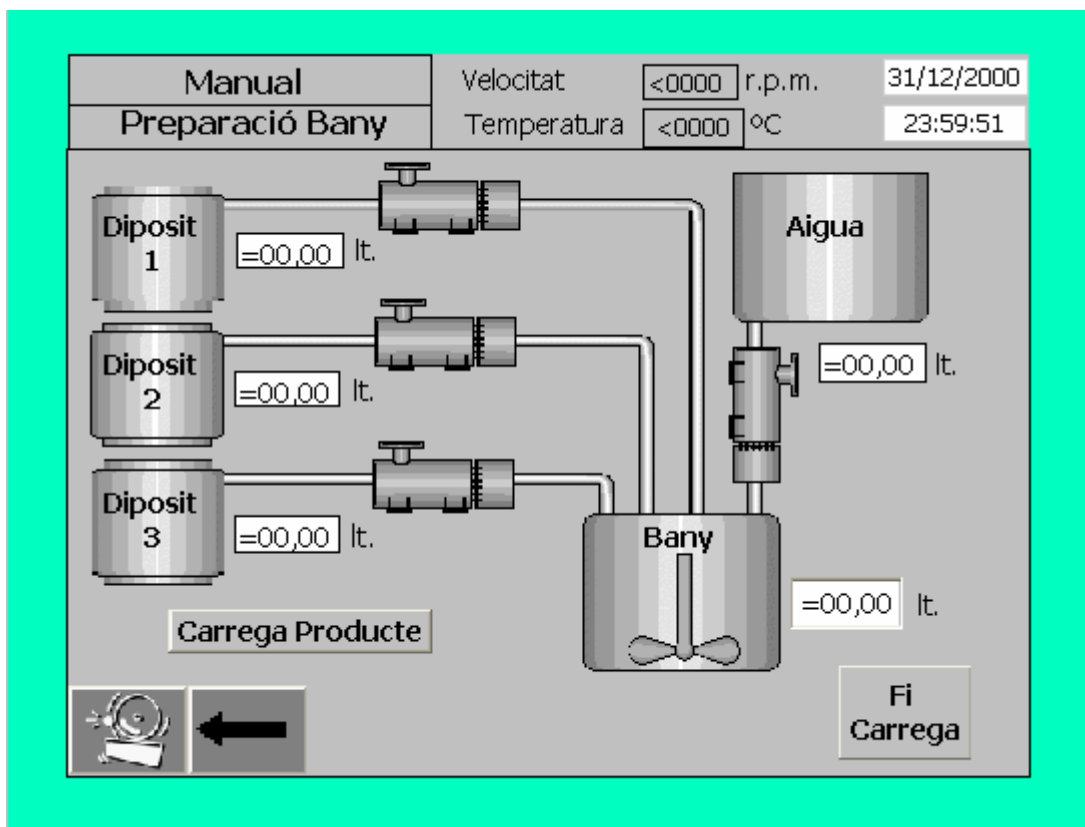 Manual
Preparació Bany
Velocitat <0000 r.p.m.
Temperatura <0000 ºC
31/12/2000
23:59:51
Diposit
1
=00,00 lt.
Aigua
=00,00 lt.
Diposit
2
=00,00 lt.
Diposit
3
=00,00 lt.
Bany
=00,00 lt.
Carrega Producte
Fi
Carrega